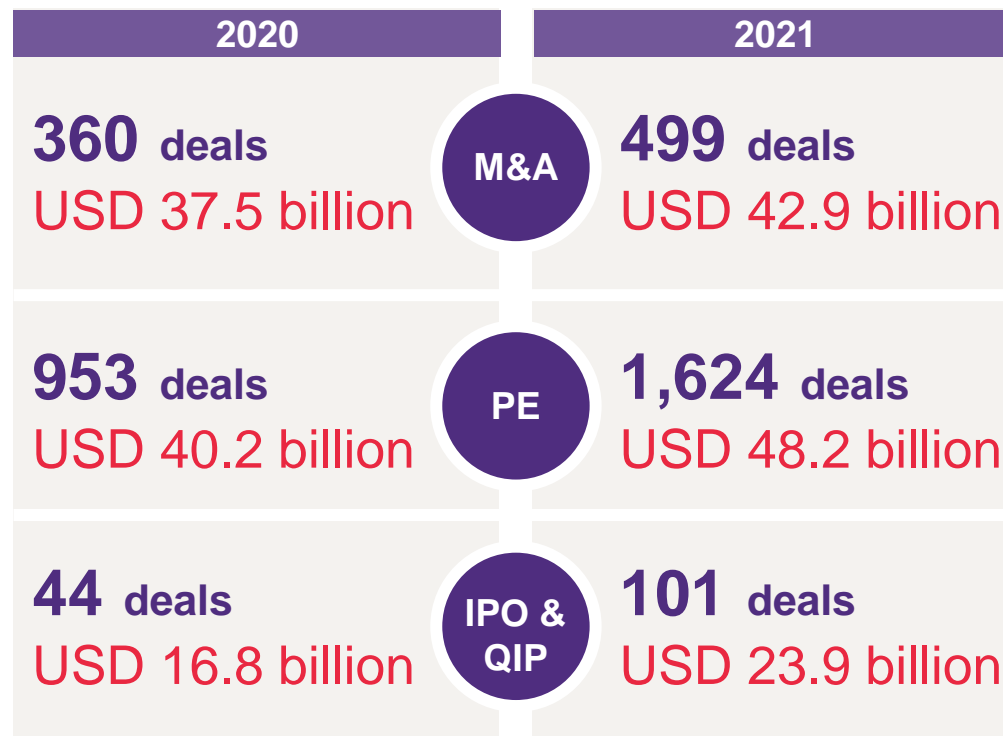 2020
2021
360 deals
USD 37.5 billion
M&A
499 deals
USD 42.9 billion
953 deals
USD 40.2 billion
PE
1,624 deals
USD 48.2 billion
44 deals
USD 16.8 billion
IPO &
QIP
101 deals
USD 23.9 billion